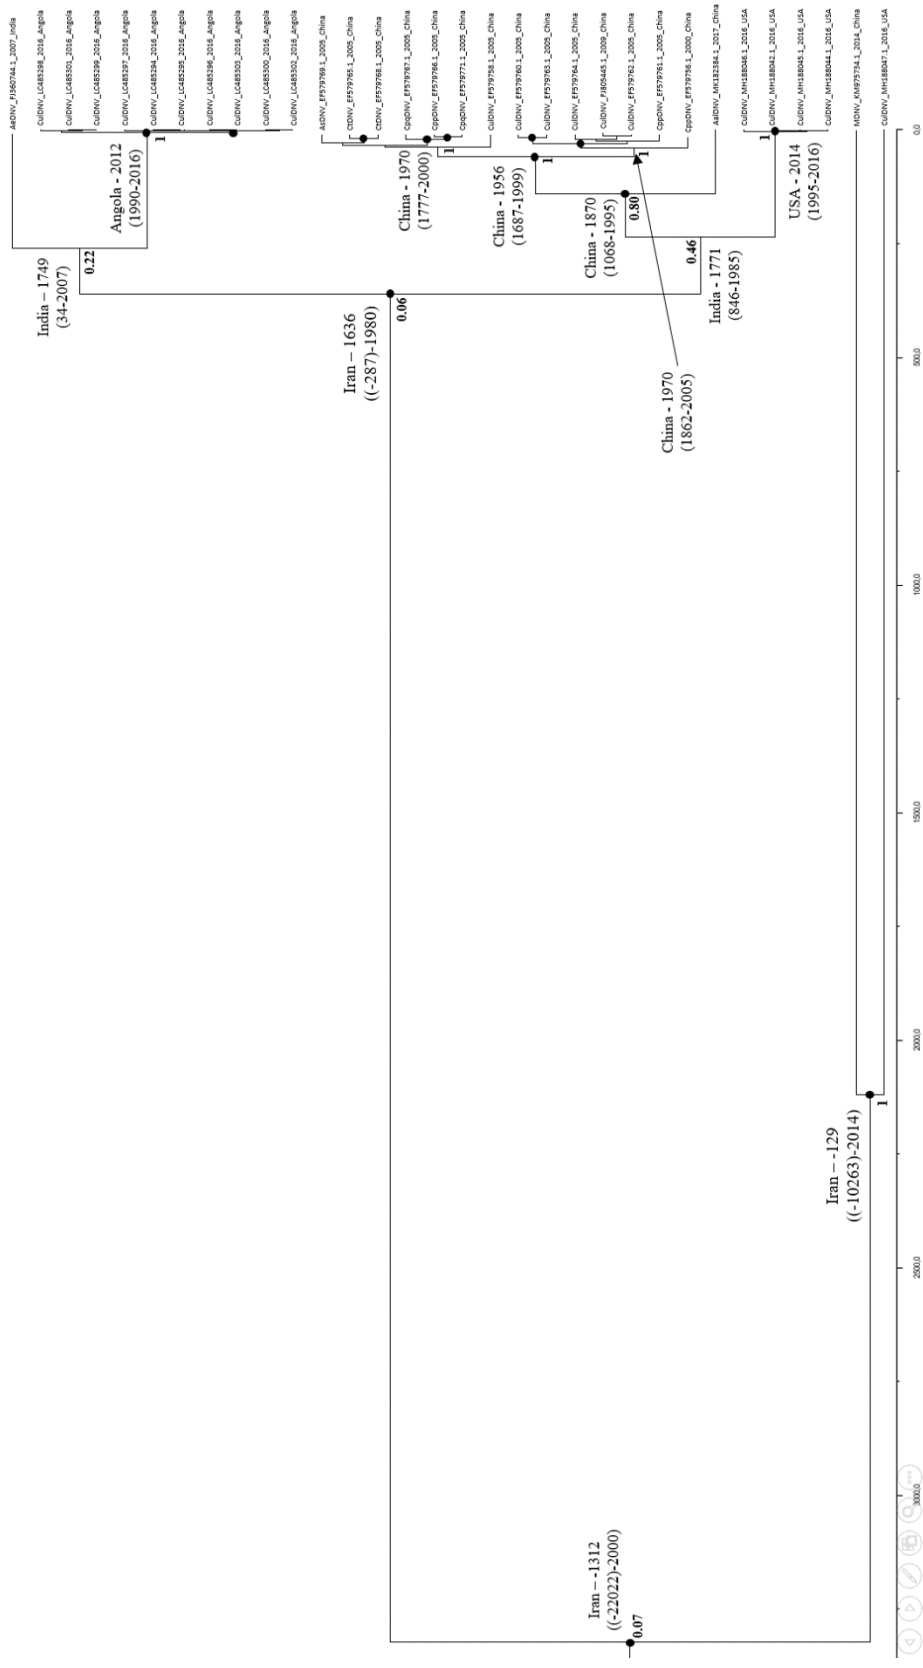 AeDNV_FJ360744.1_2007_India
CulDNV_LC485298_2016_Angola
CulDNV_LC485301_2016_Angola
CulDNV_LC485299_2016_Angola
CulDNV_LC485297_2016_Angola
CulDNV_LC485294_2016_Angola
CulDNV_LC485295_2016_Angola
CulDNV_LC485296_2016_Angola
CulDNV_LC485303_2016_Angola
CulDNV_LC485300_2016_Angola
CulDNV_LC485302_2016_Angola
AsDNV_EF579769.1_2005_China
CtDNV_EF579765.1_2005_China
CtDNV_EF579768.1_2005_China
CpqDNV_EF579767.1_2005_China
CppDNV_EF579766.1_2005_China
CpqDNV_EF579771.1_2005_China
CulDNV_EF579758.1_2005_China
CulDNV_EF579760.1_2005_China
CulDNV_EF579763.1_2005_China
CulDNV_EF579764.1_2005_China
CulDNV_FJ805445.1_2009_China
CulDNV_EF579762.1_2005_China
CppDNV_EF579761.1_2005_China
CppDNV_EF579756.1_2000_China
AalDNV_MK182384.1_2017_China
CulDNV_MH188046.1_2016_USA
CulDNV_MH188042.1_2016_USA
CulDNV_MH188045.1_2016_USA
CulDNV_MH188044.1_2016_USA
MDNV_KM975734.1_2014_China
CulDNV_MH188047.1_2016_USA
Angola - 2012
(1990-2016)
1
India – 1749
(34-2007)
0.22
China - 1970
(1777-2000)
1
China - 1956
(1687-1999)
1
China - 1870
(1068-1995)
0.80
1
China - 1970
(1862-2005)
India - 1771
(846-1985)
0.46
USA - 2014
(1995-2016)
1
Iran – 1636
((-287)-1980)
0.06
Iran – -129
((-10263)-2014)
1
Iran – -1312
((-22022)-2000)
0.07
0.0
500.0
1000.0
1500.0
2000.0
2500.0
3000.0